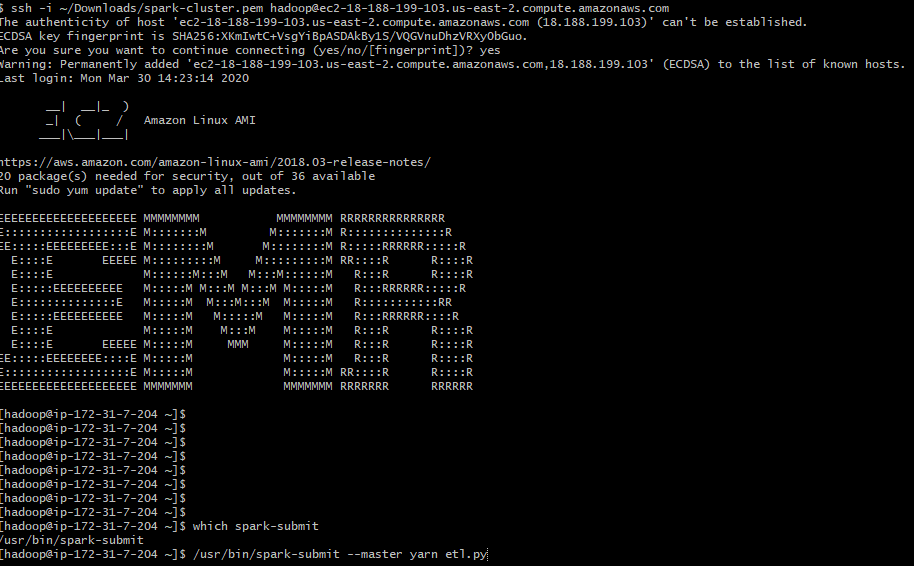 $ ssh -i ~/Downloads/spark-cluster.pem hadoop@ec2-18-188-199-103.us-east-2.compute.amazonaws.com
The authenticity of host 'ec2-18-188-199-103.us-east-2.compute.amazonaws.com (18.188.199.103)' can't be established.
ECDSA key fingerprint is SHA256:XKmIwtC+VsgYiBpASDAkBy1S/VQGVnuDhzVRXyObGuo.
Are you sure you want to continue connecting (yes/no/[fingerprint])? yes
Warning: Permanently added 'ec2-18-188-199-103.us-east-2.compute.amazonaws.com,18.188.199.103' (ECDSA) to the list of known hosts.
Last login: Mon Mar 30 14:23:14 2020

       __|  __|_  )
       _|  (     /   Amazon Linux AMI
      ___|\___|___|

https://aws.amazon.com/amazon-linux-ami/2018.03-release-notes/
20 package(s) needed for security, out of 36 available
Run "sudo yum update" to apply all updates.

EEEEEEEEEEEEEEEEEEEE MMMMMMMM           MMMMMMMM RRRRRRRRRRRRRRR
E::::::::::::::::::E M:::::::M         M:::::::M R::::::::::::::R
EE:::::EEEEEEEEE:::E M::::::::M       M::::::::M R:::::RRRRRR:::::R
  E::::E       EEEEE M:::::::::M     M:::::::::M RR::::R      R::::R
  E::::E             M::::::M:::M   M:::M::::::M   R:::R      R::::R
  E:::::EEEEEEEEEE   M:::::M M:::M M:::M M:::::M   R:::RRRRRR:::::R
  E::::::::::::::E   M:::::M  M:::M:::M  M:::::M   R:::::::::::RR
  E:::::EEEEEEEEEE   M:::::M   M:::::M   M:::::M   R:::RRRRRR::::R
  E::::E             M:::::M    M:::M    M:::::M   R:::R      R::::R
  E::::E       EEEEE M:::::M     MMM     M:::::M   R:::R      R::::R
EE:::::EEEEEEEE::::E M:::::M             M:::::M   R:::R      R::::R
E::::::::::::::::::E M:::::M             M:::::M RR::::R      R::::R
EEEEEEEEEEEEEEEEEEEE MMMMMMM             MMMMMMM RRRRRRR      RRRRRR

[hadoop@ip-172-31-7-204 ~]$
[hadoop@ip-172-31-7-204 ~]$
[hadoop@ip-172-31-7-204 ~]$
[hadoop@ip-172-31-7-204 ~]$
[hadoop@ip-172-31-7-204 ~]$
[hadoop@ip-172-31-7-204 ~]$
[hadoop@ip-172-31-7-204 ~]$
[hadoop@ip-172-31-7-204 ~]$
[hadoop@ip-172-31-7-204 ~]$ which spark-submit
/usr/bin/spark-submit
[hadoop@ip-172-31-7-204 ~]$ /usr/bin/spark-submit --master yarn etl.py